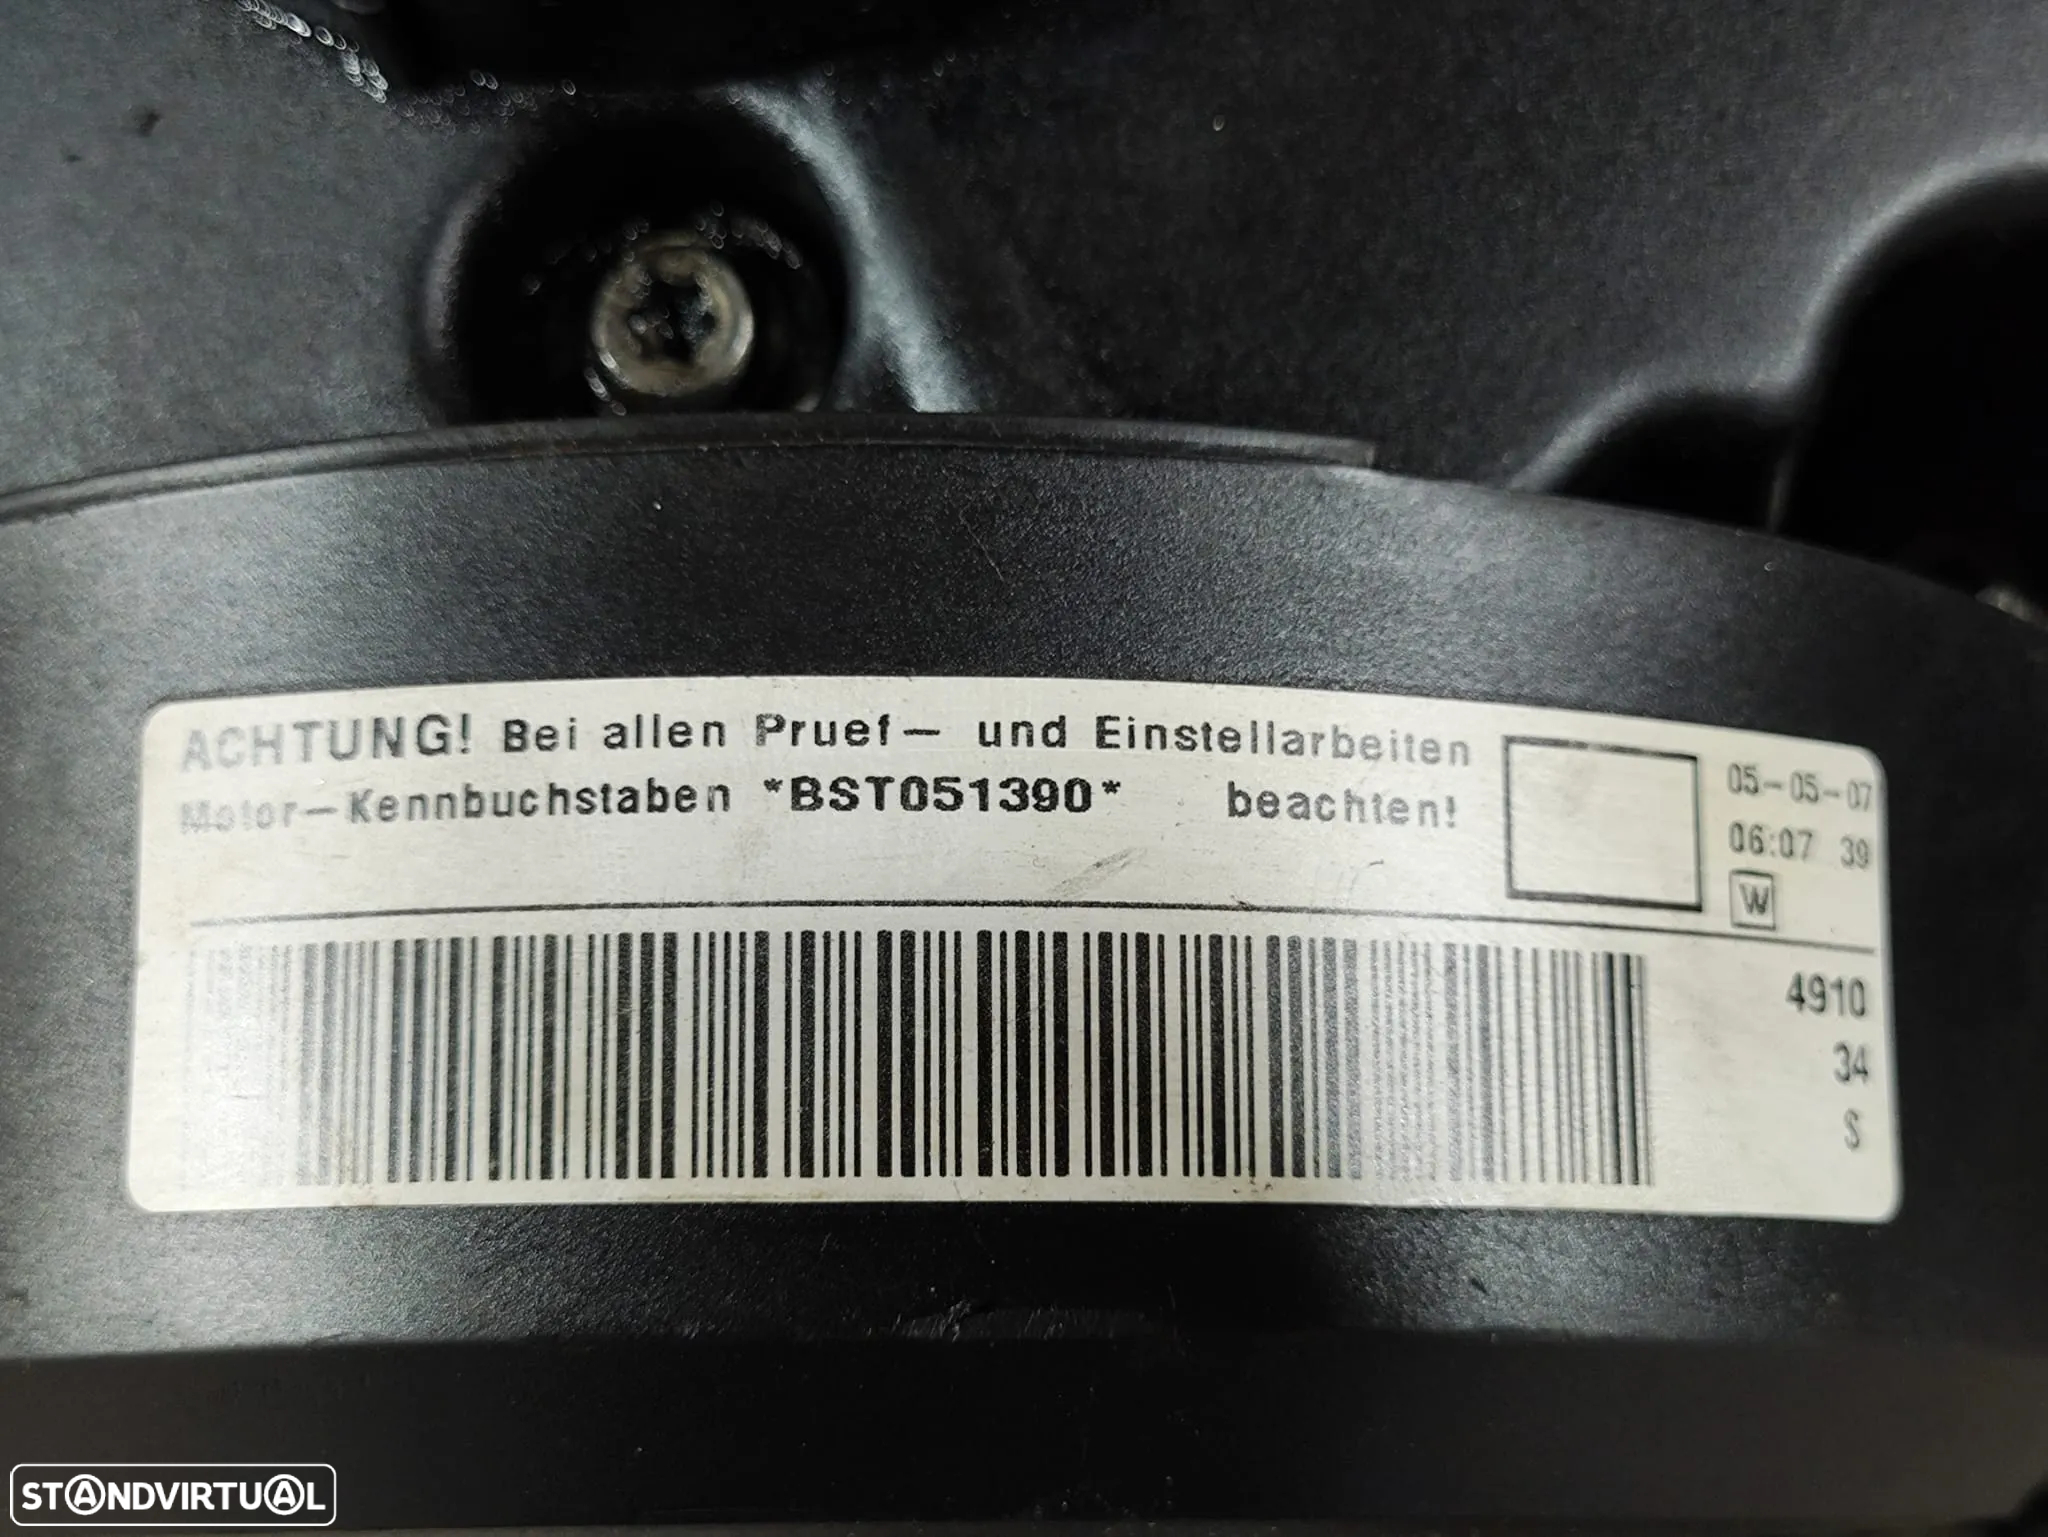 ACHTUNG! Bei allen Pruef- und Einstellarbeiten
Motor-Kennbuchstaben *BST051390* beachten!
05-05-07
06:07 39
W
4910
34
S
STANDVIRTUAL